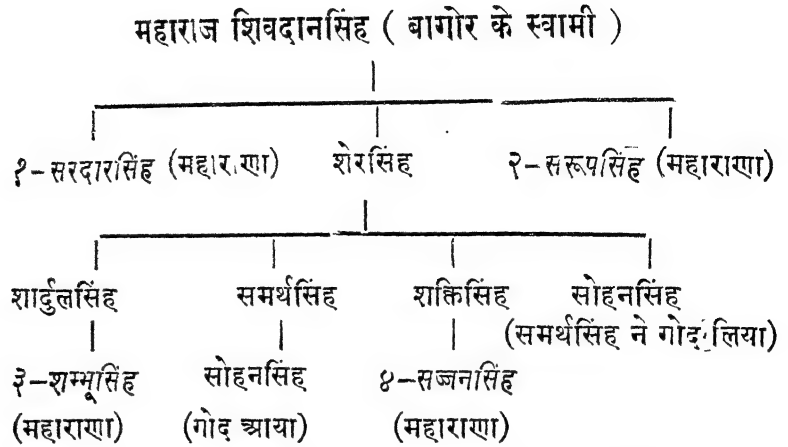 महाराज शिवदानसिंह ( बागोर के स्वामी )
१-सरदारसिंह (महाराणा) शेरसिंह २-सरूपसिंह (महाराणा)
शार्दुलसिंह समर्थसिंह शक्तिसिंह सोहनसिंह
(समर्थसिंह ने गोद लिया)
३-शम्भूसिंह सोहनसिंह ४-सज्जनसिंह
(महाराणा) (गोद आया) (महाराणा)